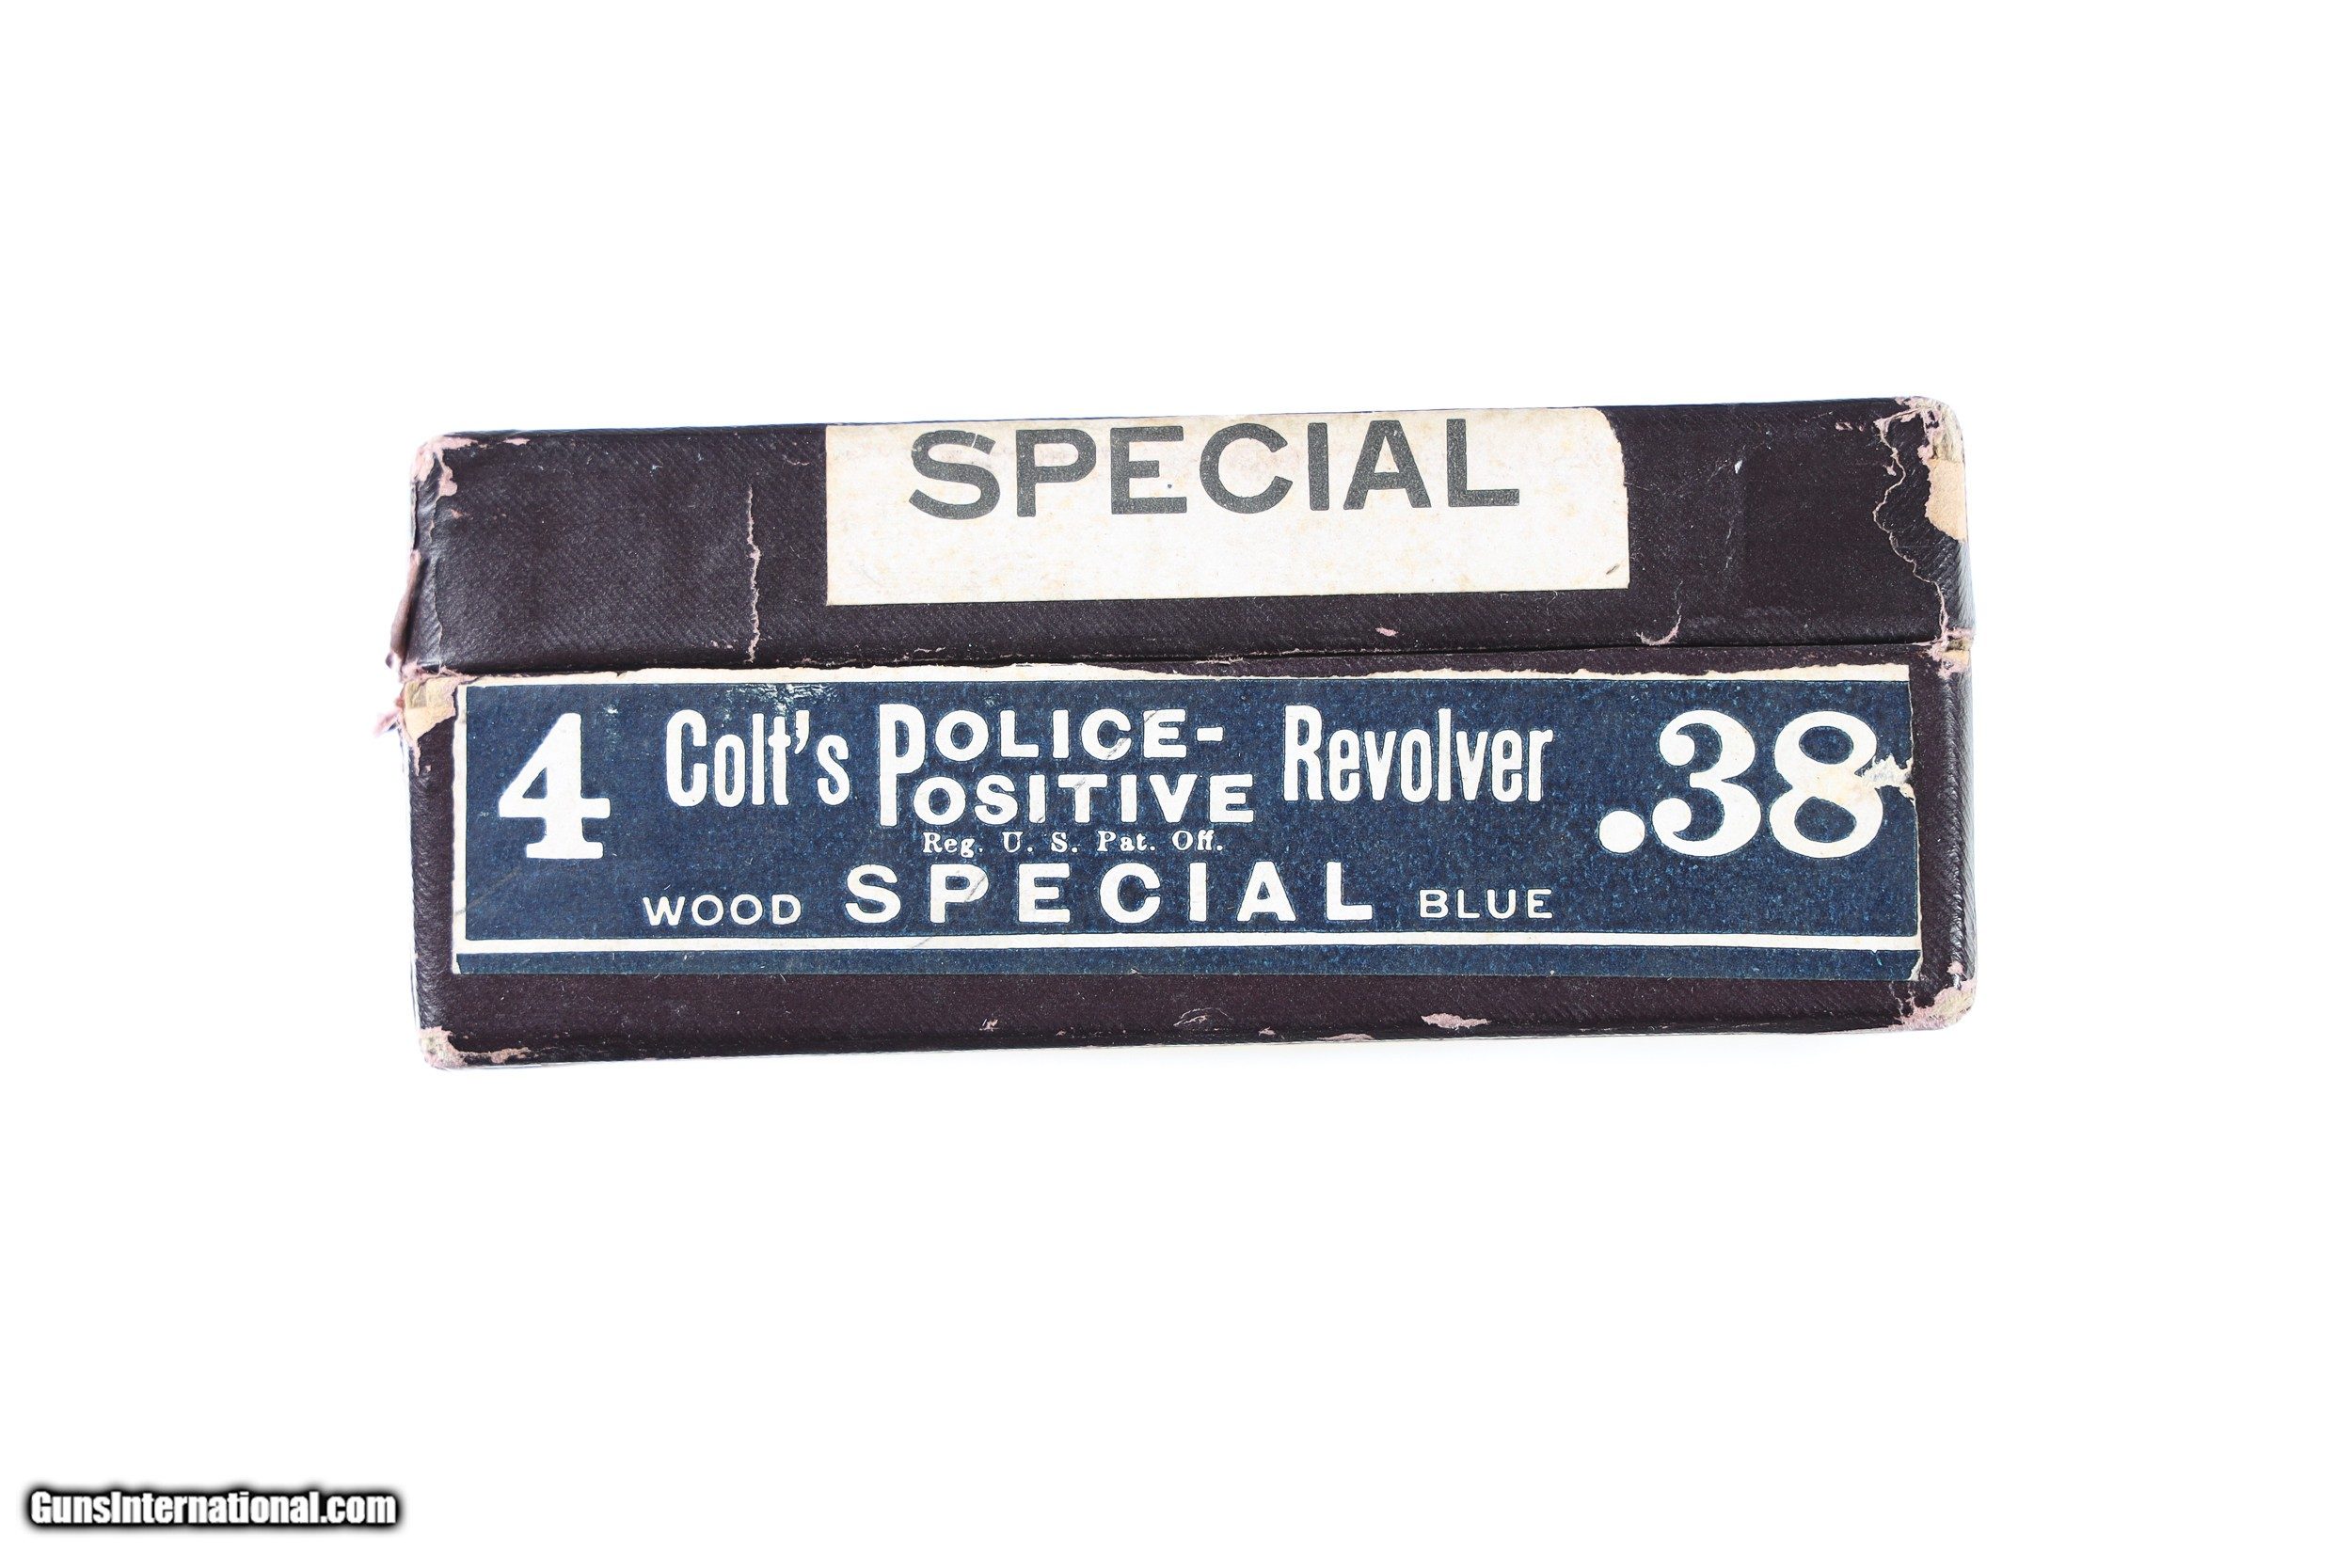 SPECIAL
4 Colt's POLICE-POSITIVE Revolver .38
Reg. U. S. Pat. Off.
WOOD SPECIAL BLUE
GunsInternational.com